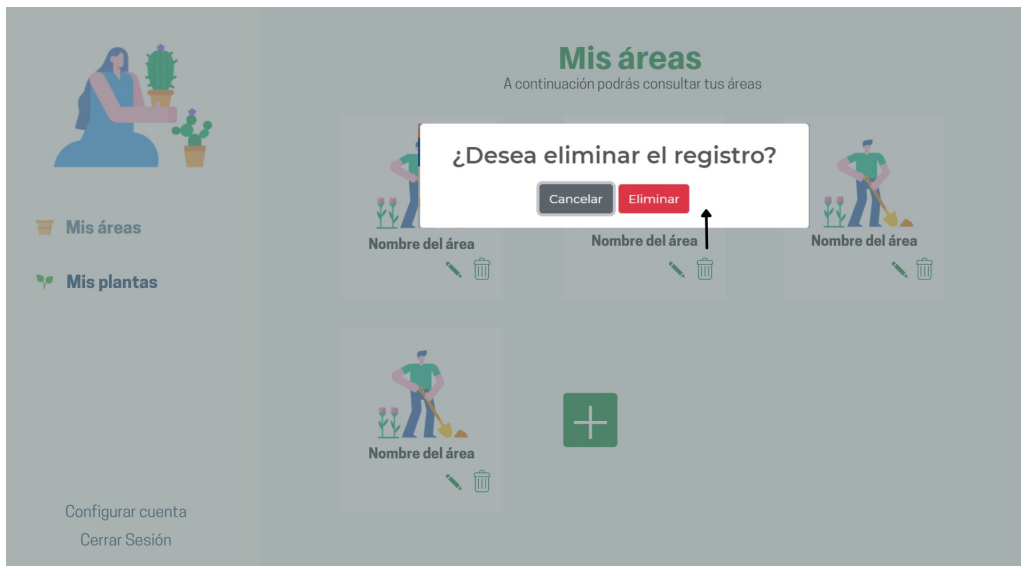 Mis áreas
A continuación podrás consultar tus áreas
¿Desea eliminar el registro?
Cancelar
Eliminar
Mis áreas
Mis plantas
Nombre del área
Nombre del área
Nombre del área
Nombre del área
Configurar cuenta
Cerrar Sesión